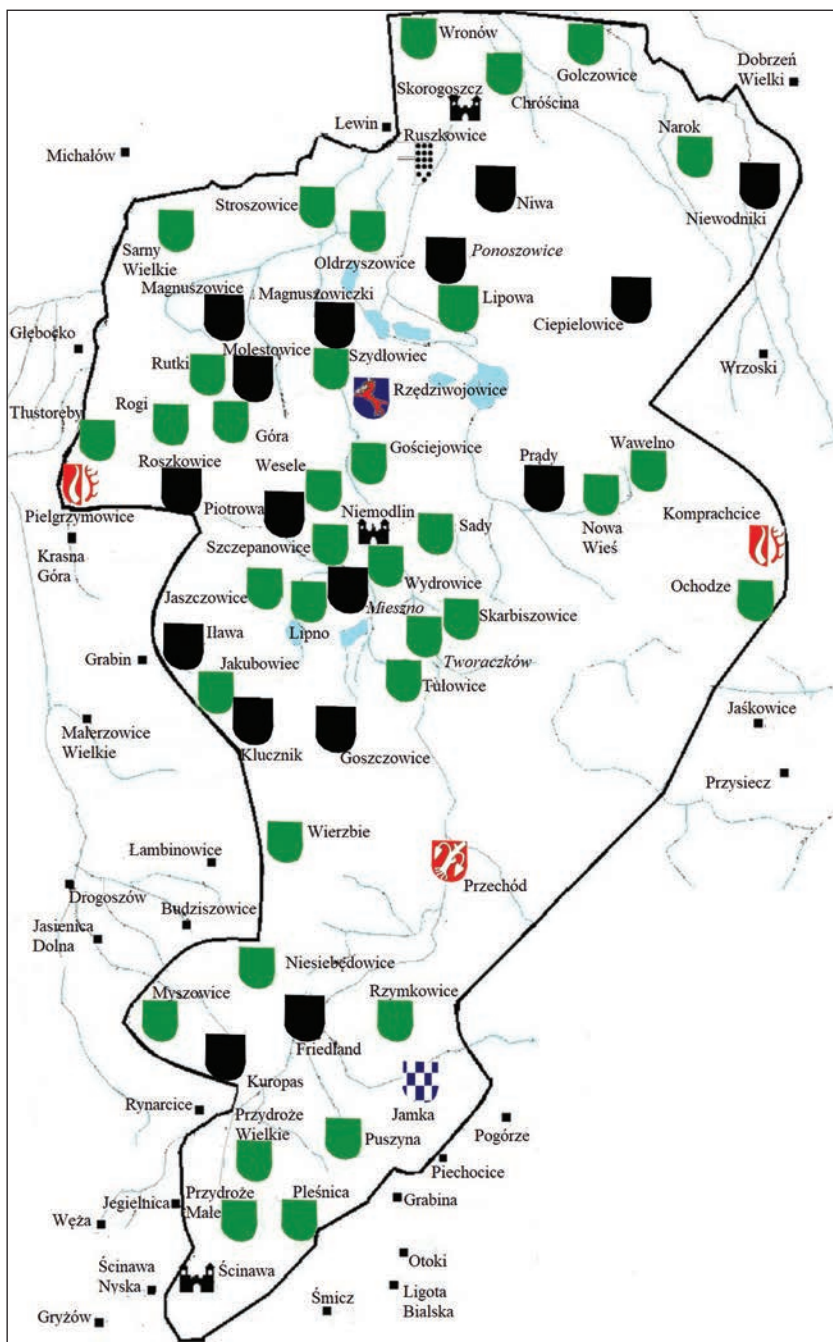 Wronów
Golczowice
Dobrzeń
Wielki
Skorogoszcz
Chróścina
Lewin
Ruszkowice
Narok
Michałów
Niwa
Niewodniki
Stroszowice
Sarny
Wielkie
Oldrzyszowice
Ponoszowice
Magnuszowice
Magnuszowiczki
Lipowa
Ciepielowice
Głębocko
Molestowice
Szydłowiec
Wrzoski
Rutki
Rzędziwojowice
Tłustoręby
Rogi
Góra
Gościejowice
Roszkowice
Wesele
Prądy
Wawelno
Pielgrzymowice
Piotrowa
Niemodlin
Nowa
Wieś
Komprachcice
Krasna
Góra
Szczepanowice
Sady
Wydrowice
Ochodze
Jaszczowice
Mieszno
Lipno
Skarbiszowice
Iława
Grabin
Jakubowiec
Tworaczków
Tułowice
Malerzowice
Wielkie
Klucznik
Goszczowice
Jaśkowice
Przysiecz
Wierzbie
Lambinowice
Przechód
Drogoszów
Budziszowice
Jasienica
Dolna
Niesiebędowice
Myszowice
Rzymkowice
Friedland
Kuropas
Rynarcice
Jamka
Przydroże
Wielkie
Puszyna
Pogórze
Piechocice
Jegielnica
Przydroże
Małe
Pleśnica
Grabina
Węża
Ścinawa
Otoki
Ścinawa
Nyska
Ligota
Bialska
Śmicz
Gryżów